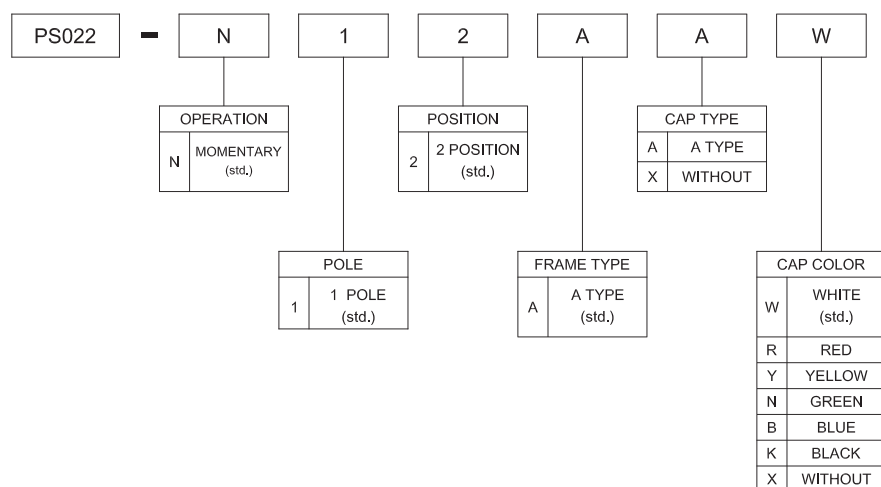 PS022 - N 1 2 A A W
OPERATION
N MOMENTARY
(std.)
POSITION
2 2 POSITION
(std.)
CAP TYPE
A A TYPE
X WITHOUT
POLE
1 1 POLE
(std.)
FRAME TYPE
A A TYPE
(std.)
CAP COLOR
W WHITE
(std.)
R RED
Y YELLOW
N GREEN
B BLUE
K BLACK
X WITHOUT